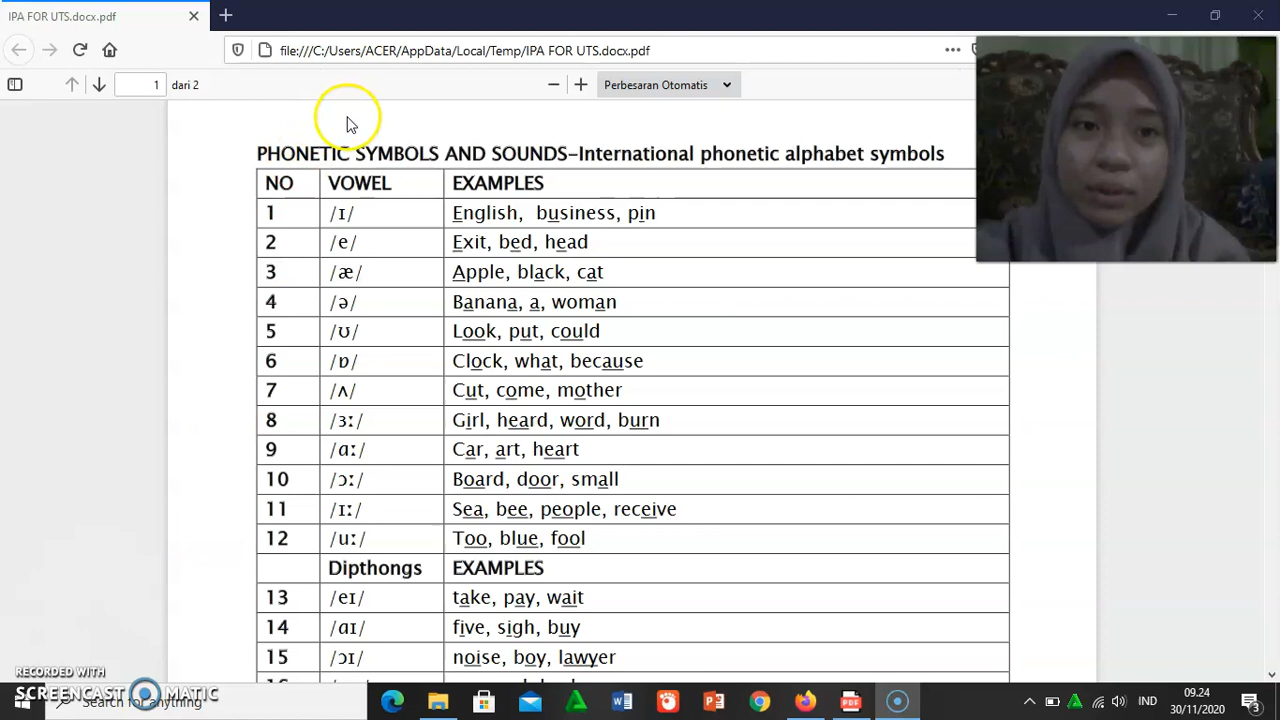 IPA FOR UTS.docx.pdf
file:///C:/Users/ACER/AppData/Local/Temp/IPA FOR UTS.docx.pdf
1 dari 2 Perbesaran Otomatis
PHONETIC SYMBOLS AND SOUNDS–International phonetic alphabet symbols
NO VOWEL EXAMPLES
1 /ɪ/ English, business, pin
2 /e/ Exit, bed, head
3 /æ/ Apple, black, cat
4 /ə/ Banana, a, woman
5 /ʊ/ Look, put, could
6 /ɒ/ Clock, what, because
7 /ʌ/ Cut, come, mother
8 /ɜː/ Girl, heard, word, burn
9 /ɑː/ Car, art, heart
10 /ɔː/ Board, door, small
11 /ɪː/ Sea, bee, people, receive
12 /uː/ Too, blue, fool
Dipthongs EXAMPLES
13 /eɪ/ take, pay, wait
14 /ɑɪ/ five, sigh, buy
15 /ɔɪ/ noise, boy, lawyer
RECORDED WITH
SCREENCAST MATIC
Search for anything
IND
09.24
30/11/2020
3